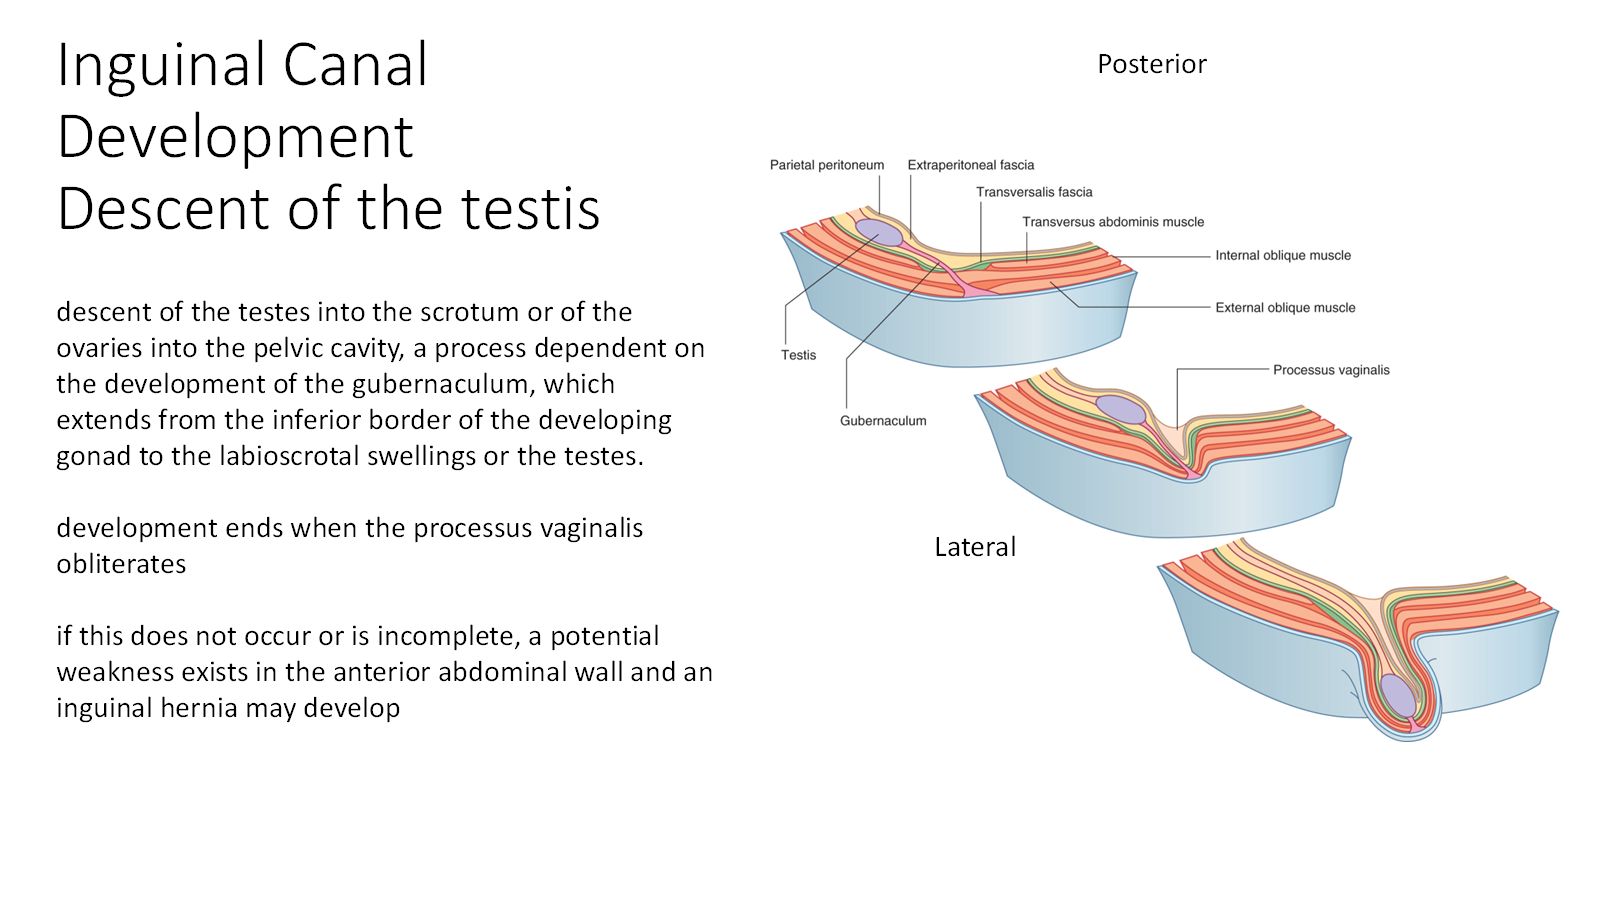 Inguinal Canal
Development
Descent of the testis
descent of the testes into the scrotum or of the
ovaries into the pelvic cavity, a process dependent on
the development of the gubernaculum, which
extends from the inferior border of the developing
gonad to the labioscrotal swellings or the testes.
development ends when the processus vaginalis
obliterates
if this does not occur or is incomplete, a potential
weakness exists in the anterior abdominal wall and an
inguinal hernia may develop
Posterior
Parietal peritoneum
Extraperitoneal fascia
Transversalis fascia
Transversus abdominis muscle
Internal oblique muscle
External oblique muscle
Testis
Gubernaculum
Processus vaginalis
Lateral